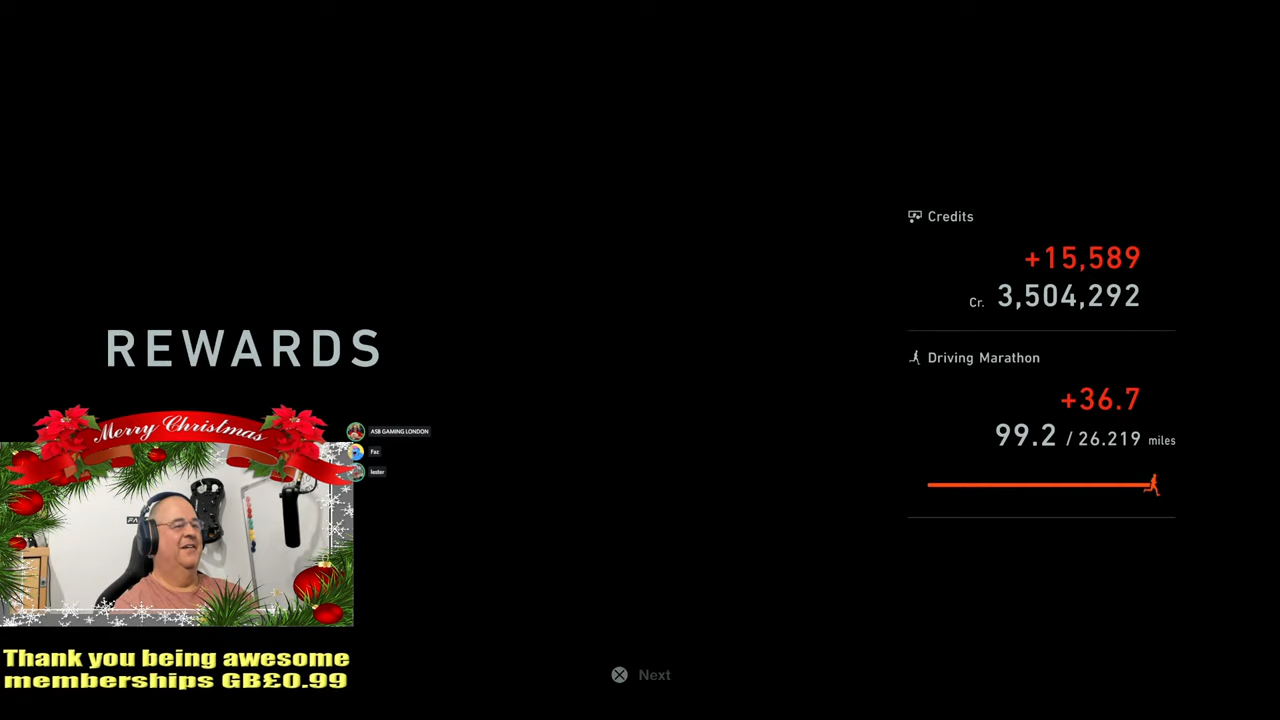 Credits
+15,589
Cr. 3,504,292
REWARDS
Driving Marathon
+36.7
99.2 / 26.219 miles
Merry Christmas
ASB GAMING LONDON
Faz
lester
Thank you being awesome
memberships GB£0.99
Next